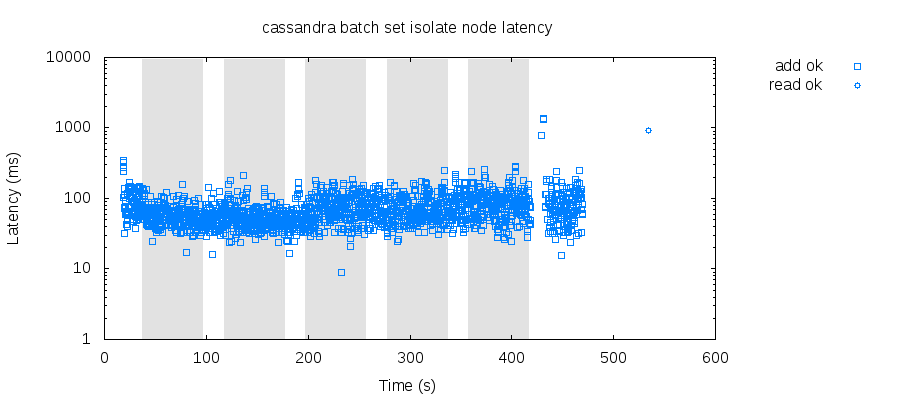 cassandra batch set isolate node latency
10000
1000
100
10
1
0
100
200
300
400
500
600
Latency (ms)
Time (s)
add ok
read ok